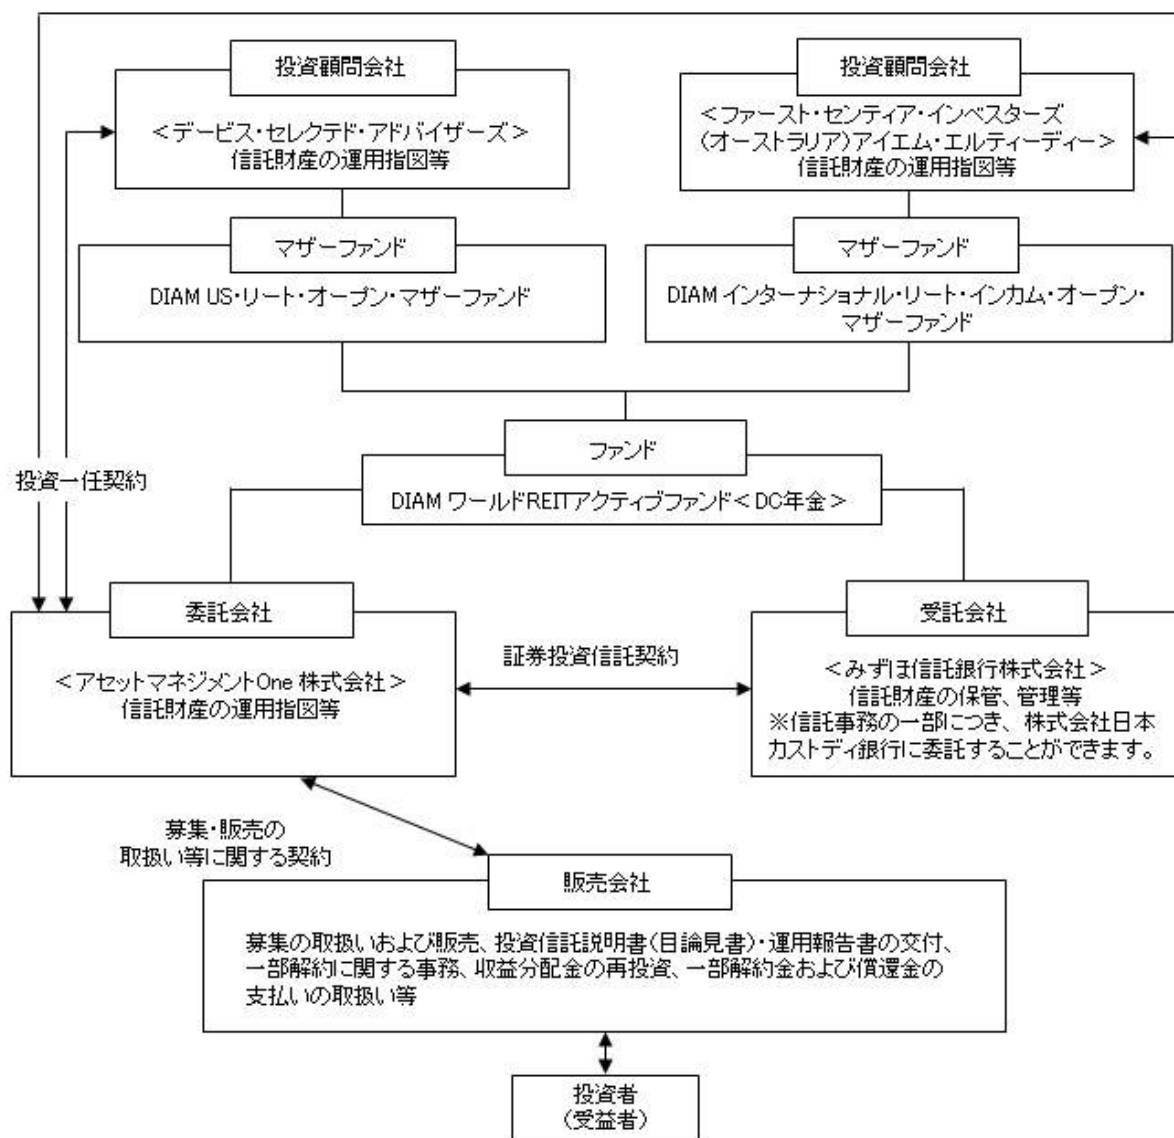 投資顧問会社
<デービス・セレクテド・アドバイザーズ>
信託財産の運用指図等
投資顧問会社
<ファースト・センティア・インベスターズ
(オーストラリア)アイエム・エルティーディー>
信託財産の運用指図等
マザーファンド
DIAM US・リート・オープン・マザーファンド
マザーファンド
DIAM インターナショナル・リート・インカム・オープン・
マザーファンド
ファンド
DIAM ワールドREITアクティブファンド<DC年金>
投資一任契約
委託会社
<アセットマネジメントOne 株式会社>
信託財産の運用指図等
証券投資信託契約
受託会社
<みずほ信託銀行株式会社>
信託財産の保管、管理等
※信託事務の一部につき、株式会社日本
カストディ銀行に委託することができます。
募集・販売の
取扱い等に関する契約
販売会社
募集の取扱いおよび販売、投資信託説明書(目論見書)・運用報告書の交付、
一部解約に関する事務、収益分配金の再投資、一部解約金および償還金の
支払いの取扱い等
投資者
(受益者)